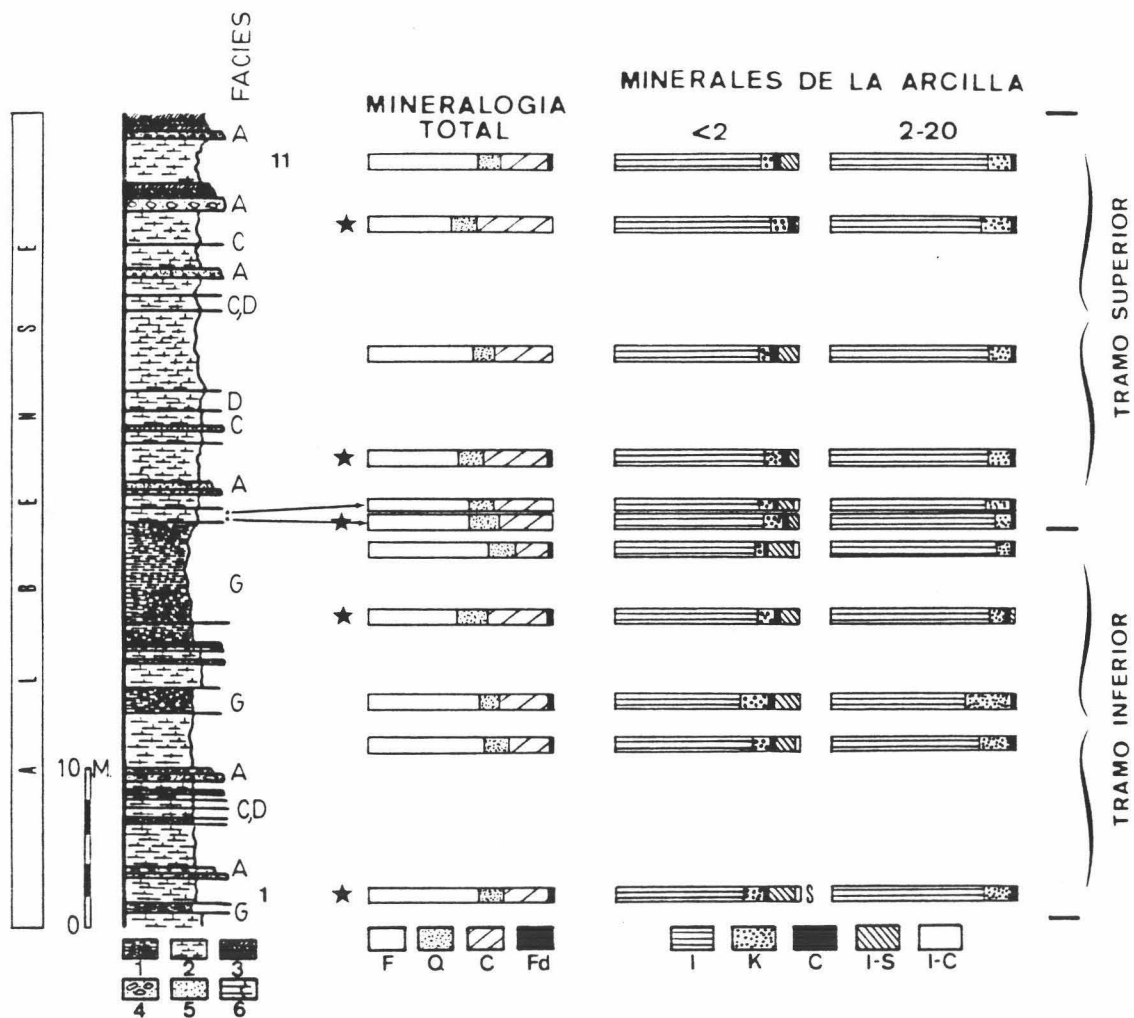 FACIES
MINERALOGIA
TOTAL
MINERALES DE LA ARCILLA
<2
2-20
ALBEMSE
A
11
A
C
A
C,D
D
C
A
G
G
10 M.
A
C,D
A
1
G
0
S
TRAMO SUPERIOR
TRAMO INFERIOR
F Q C Fd
I K C I-S I-C
1 2 3
4 5 6